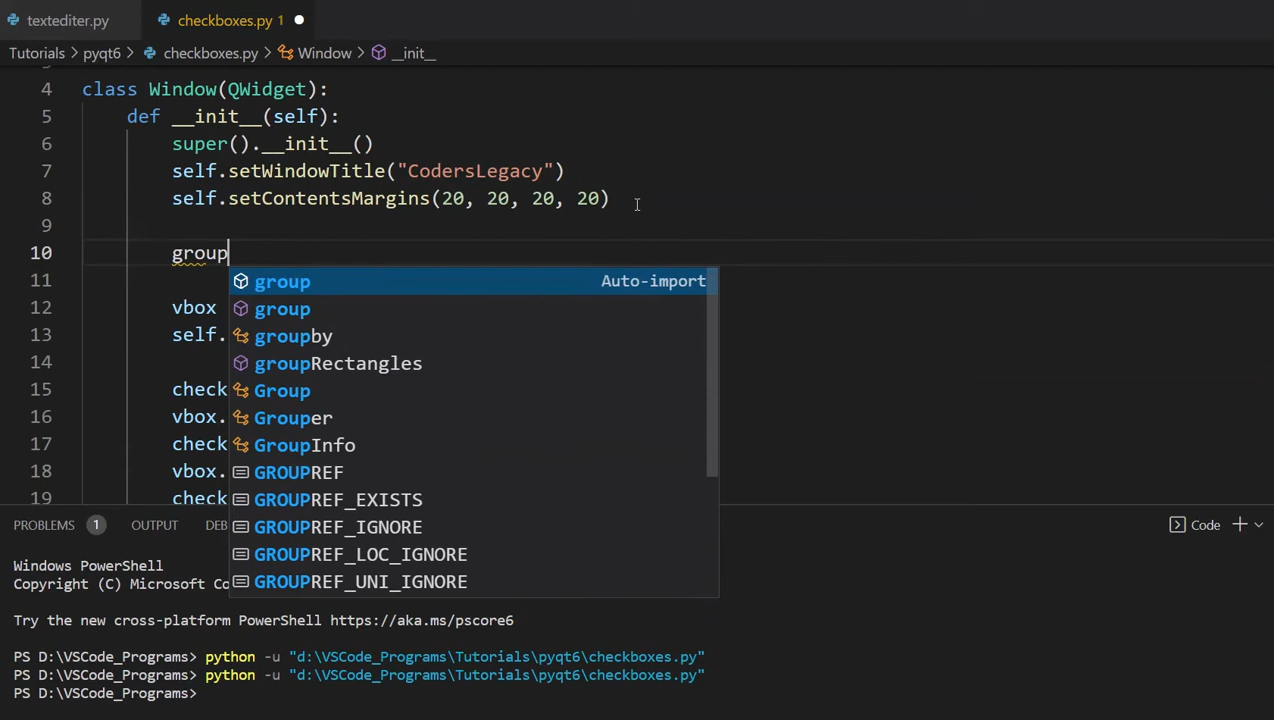 textediter.py checkboxes.py 1
Tutorials > pyqt6 > checkboxes.py > Window > __init__
4 class Window(QWidget):
5 def __init__(self):
6 super().__init__()
7 self.setWindowTitle("CodersLegacy")
8 self.setContentsMargins(20, 20, 20, 20)
9
10 group
11 group Auto-import
group
12 vbox groupby
13 self. groupRectangles
14 Group
15 check Grouper
16 vbox. GroupInfo
17 check GROUPREF
18 vbox. GROUPREF_EXISTS
19 check GROUPREF_IGNORE
GROUPREF_LOC_IGNORE
GROUPREF_UNI_IGNORE
PROBLEMS 1 OUTPUT DEB Code
Windows PowerShell
Copyright (C) Microsoft Co
Try the new cross-platform PowerShell https://aka.ms/pscore6
PS D:\VSCode_Programs> python -u "d:\VSCode_Programs\Tutorials\pyqt6\checkboxes.py"
PS D:\VSCode_Programs> python -u "d:\VSCode_Programs\Tutorials\pyqt6\checkboxes.py"
PS D:\VSCode_Programs>